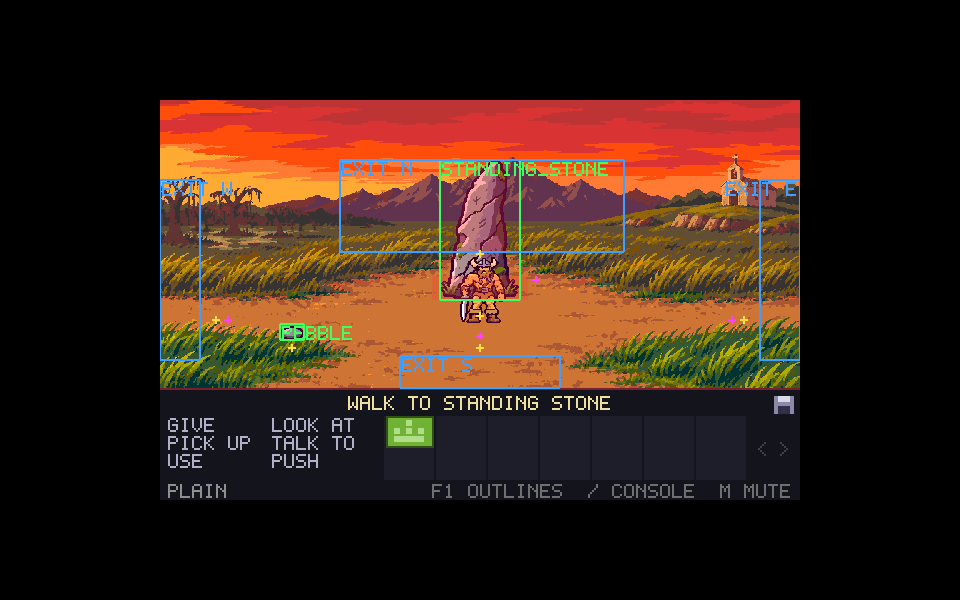 EXIT N
STANDING_STONE
EXIT W
EXIT E
PEBBLE
EXIT S
WALK TO STANDING STONE
GIVE LOOK AT
PICK UP TALK TO
USE PUSH
PLAIN F1 OUTLINES / CONSOLE M MUTE